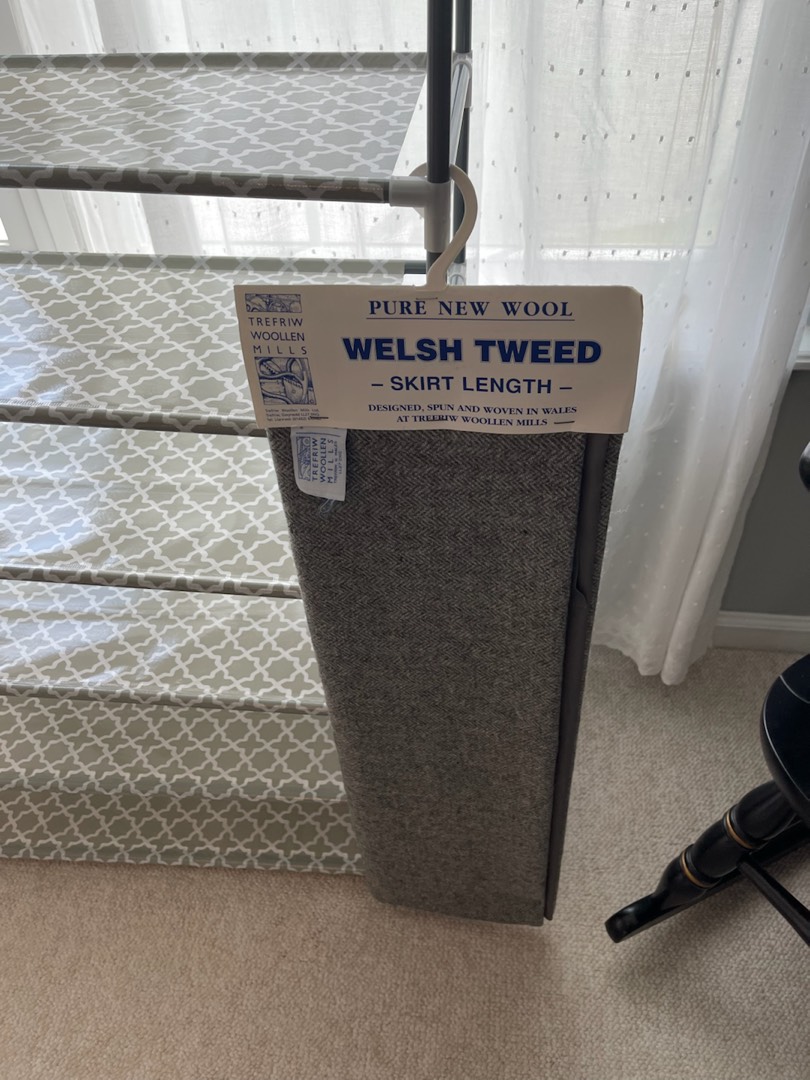 PURE NEW WOOL
TREFRIW
WOOLLEN
MILLS
WELSH TWEED
– SKIRT LENGTH –
DESIGNED, SPUN AND WOVEN IN WALES
AT TREFRIW WOOLLEN MILLS
TREFRIW
WOOLLEN
MILLS